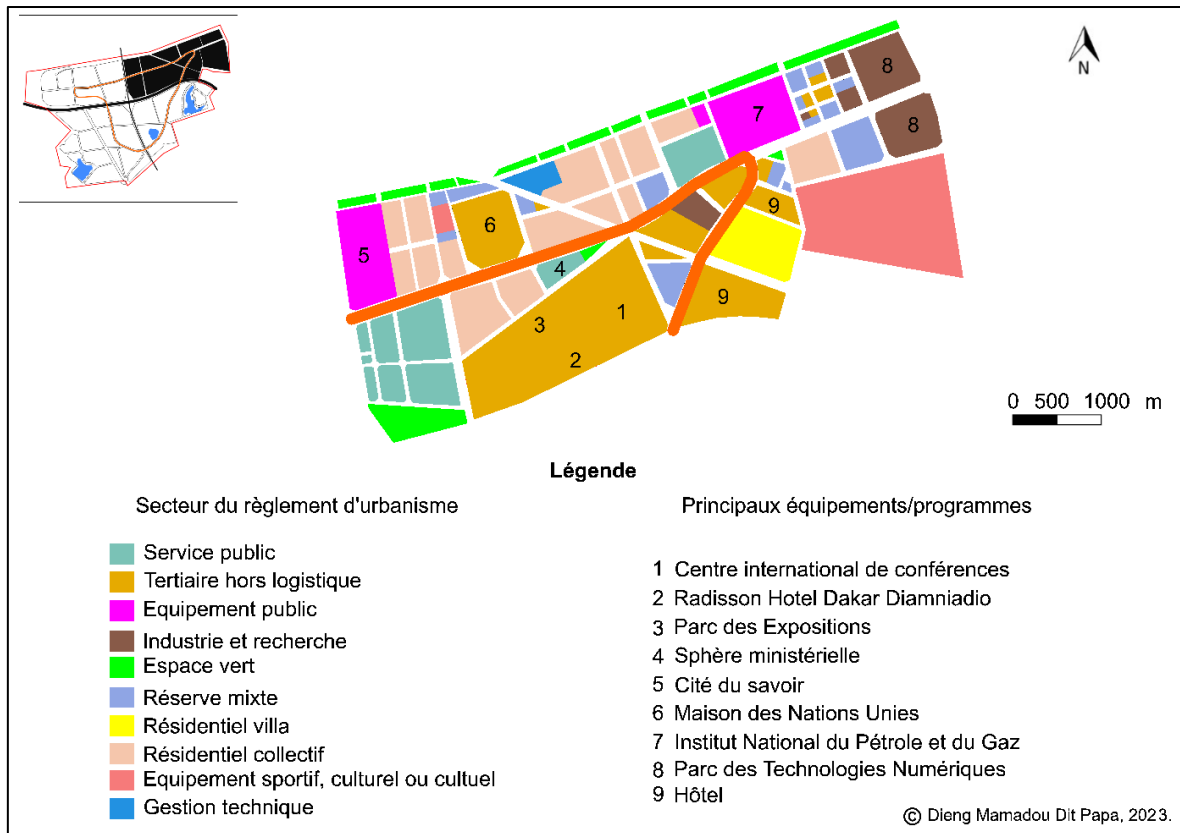 N
8
7
8
9
6
5
4
1
9
3
2
0 500 1000 m
Légende
Secteur du règlement d'urbanisme
Service public
Tertiaire hors logistique
Equipement public
Industrie et recherche
Espace vert
Réserve mixte
Résidentiel villa
Résidentiel collectif
Equipement sportif, culturel ou cultuel
Gestion technique
Principaux équipements/programmes
1 Centre international de conférences
2 Radisson Hotel Dakar Diamniadio
3 Parc des Expositions
4 Sphère ministérielle
5 Cité du savoir
6 Maison des Nations Unies
7 Institut National du Pétrole et du Gaz
8 Parc des Technologies Numériques
9 Hôtel
© Dieng Mamadou Dit Papa, 2023.